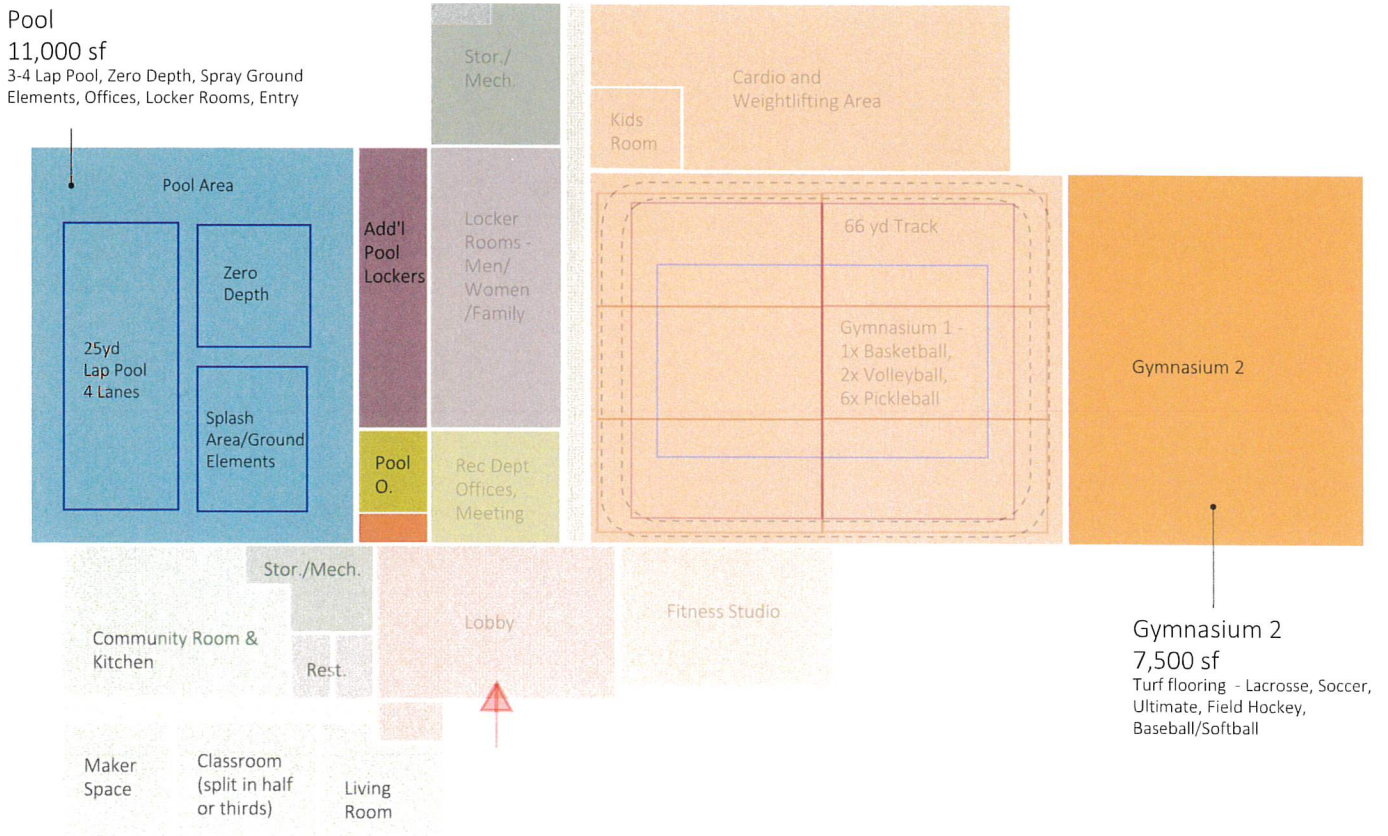 Pool
11,000 sf
3-4 Lap Pool, Zero Depth, Spray Ground
Elements, Offices, Locker Rooms, Entry
Stor./
Mech.
Cardio and
Weightlifting Area
Kids
Room
Pool Area
Add'l
Pool
Lockers
Locker
Rooms -
Men/
Women
/Family
66 yd Track
Zero
Depth
25yd
Lap Pool
4 Lanes
Gymnasium 1 -
1x Basketball,
2x Volleyball,
6x Pickleball
Gymnasium 2
Splash
Area/Ground
Elements
Pool
O.
Rec Dept
Offices,
Meeting
Stor./Mech.
Lobby
Fitness Studio
Community Room &
Kitchen
Rest.
Gymnasium 2
7,500 sf
Turf flooring - Lacrosse, Soccer,
Ultimate, Field Hockey,
Baseball/Softball
Maker
Space
Classroom
(split in half
or thirds)
Living
Room